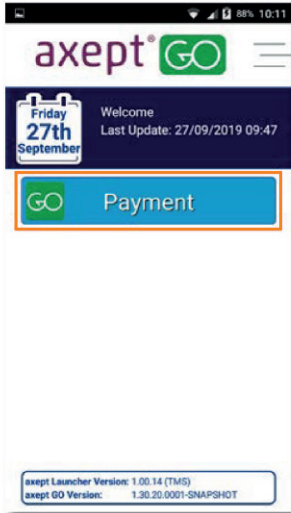 88% 10:11
axept® GO
Friday
27th
September
Welcome
Last Update: 27/09/2019 09:47
GO Payment
axept Launcher Version: 1.00.14 (TMS)
axept GO Version: 1.30.20.0001-SNAPSHOT